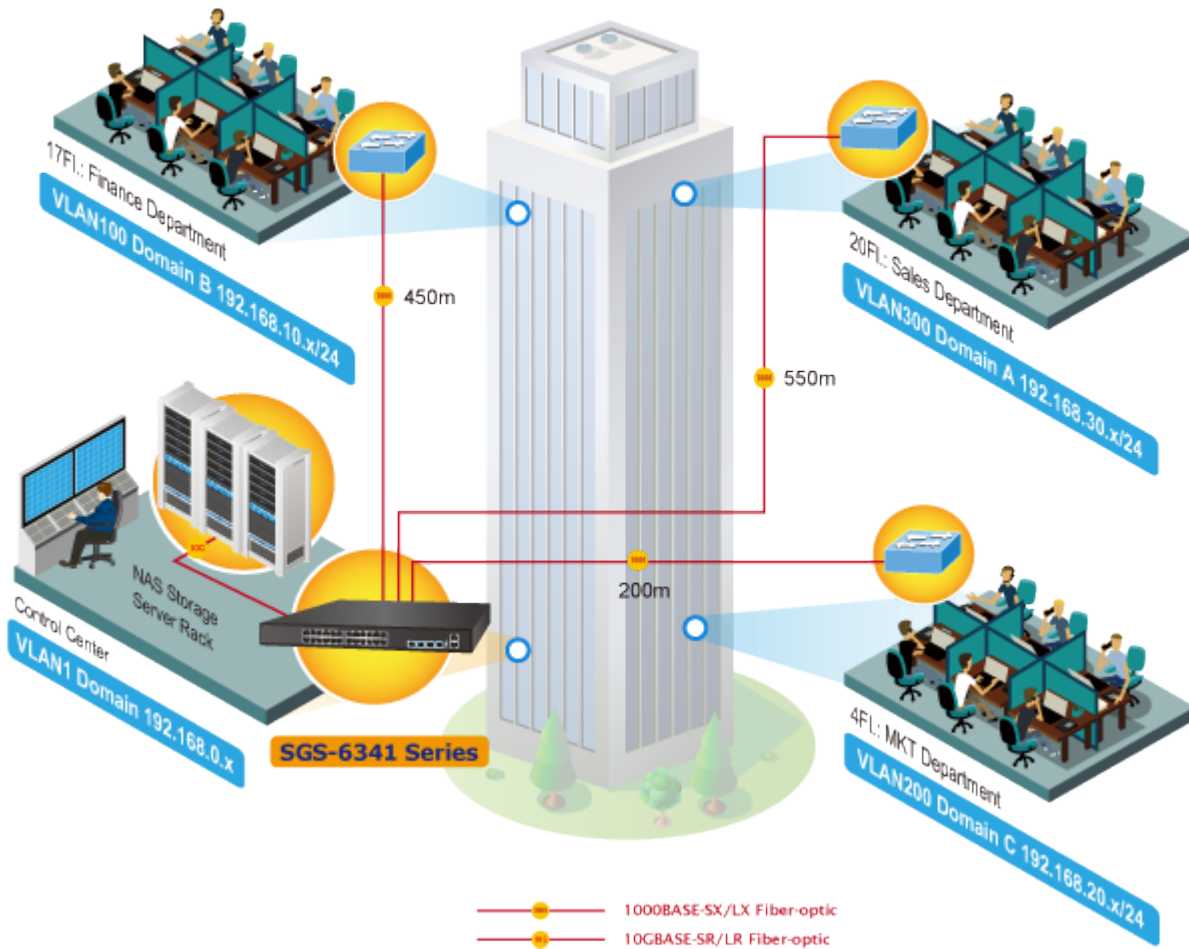 17Fl.: Finance Department
VLAN100 Domain B 192.168.10.x/24
450m
20Fl.: Sales Department
VLAN300 Domain A 192.168.30.x/24
550m
NAS Storage
Server Rack
Control Center
VLAN1 Domain 192.168.0.x
SGS-6341 Series
200m
4Fl.: MKT Department
VLAN200 Domain C 192.168.20.x/24
1000BASE-SX/LX Fiber-optic
10GBASE-SR/LR Fiber-optic